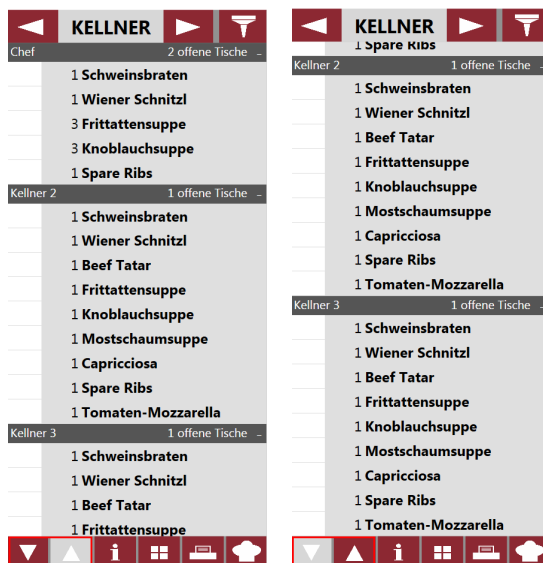 KELLNER
Chef 2 offene Tische -
1 Schweinsbraten
1 Wiener Schnitzl
3 Frittattensuppe
3 Knoblauchsuppe
1 Spare Ribs
Kellner 2 1 offene Tische -
1 Schweinsbraten
1 Wiener Schnitzl
1 Beef Tatar
1 Frittattensuppe
1 Knoblauchsuppe
1 Mostschaumsuppe
1 Capricciosa
1 Spare Ribs
1 Tomaten-Mozzarella
Kellner 3 1 offene Tische -
1 Schweinsbraten
1 Wiener Schnitzl
1 Beef Tatar
1 Frittattensuppe
i
KELLNER
1 Spare Ribs
Kellner 2 1 offene Tische -
1 Schweinsbraten
1 Wiener Schnitzl
1 Beef Tatar
1 Frittattensuppe
1 Knoblauchsuppe
1 Mostschaumsuppe
1 Capricciosa
1 Spare Ribs
1 Tomaten-Mozzarella
Kellner 3 1 offene Tische -
1 Schweinsbraten
1 Wiener Schnitzl
1 Beef Tatar
1 Frittattensuppe
1 Knoblauchsuppe
1 Mostschaumsuppe
1 Capricciosa
1 Spare Ribs
1 Tomaten-Mozzarella
i